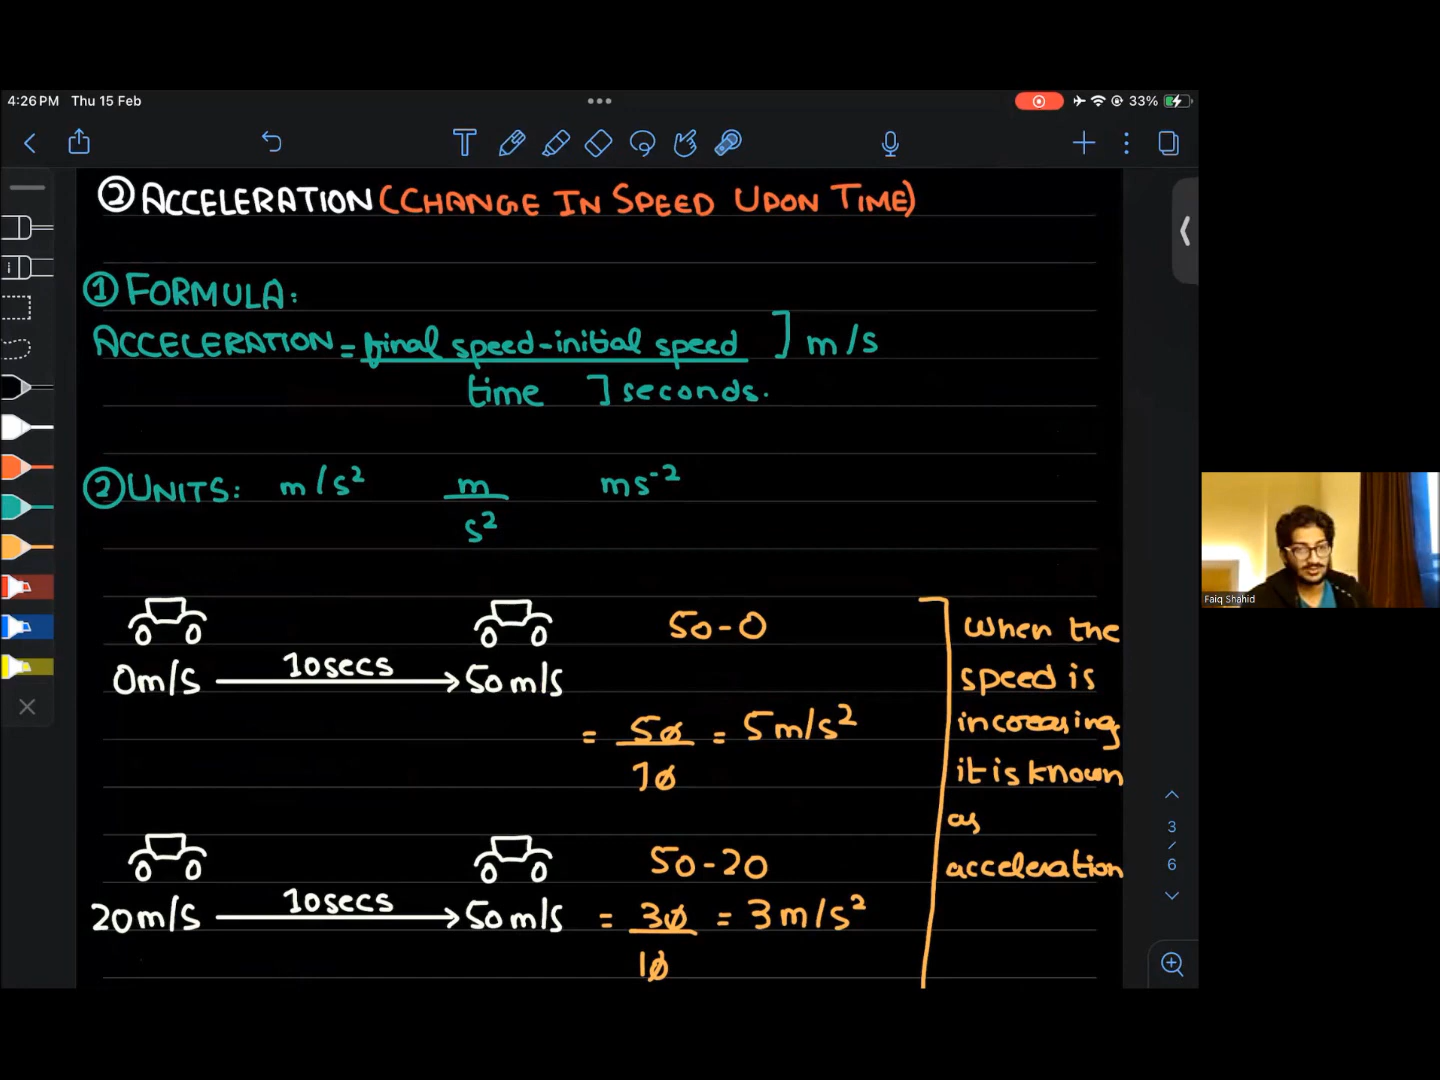 4:26 PM Thu 15 Feb
33%
② ACCELERATION (CHANGE IN SPEED UPON TIME)
① FORMULA:
ACCELERATION = final speed-initial speed ] m/s
time ] seconds.
② UNITS: m/s² m ms⁻²
s²
50-0
10secs
0m/s 50m/s
= 50 = 5m/s²
10
50-20
10secs
20m/s 50m/s = 30 = 3m/s²
10
When the
speed is
increasing
it is known
as
acceleration
3
/
6
Faiq Shahid